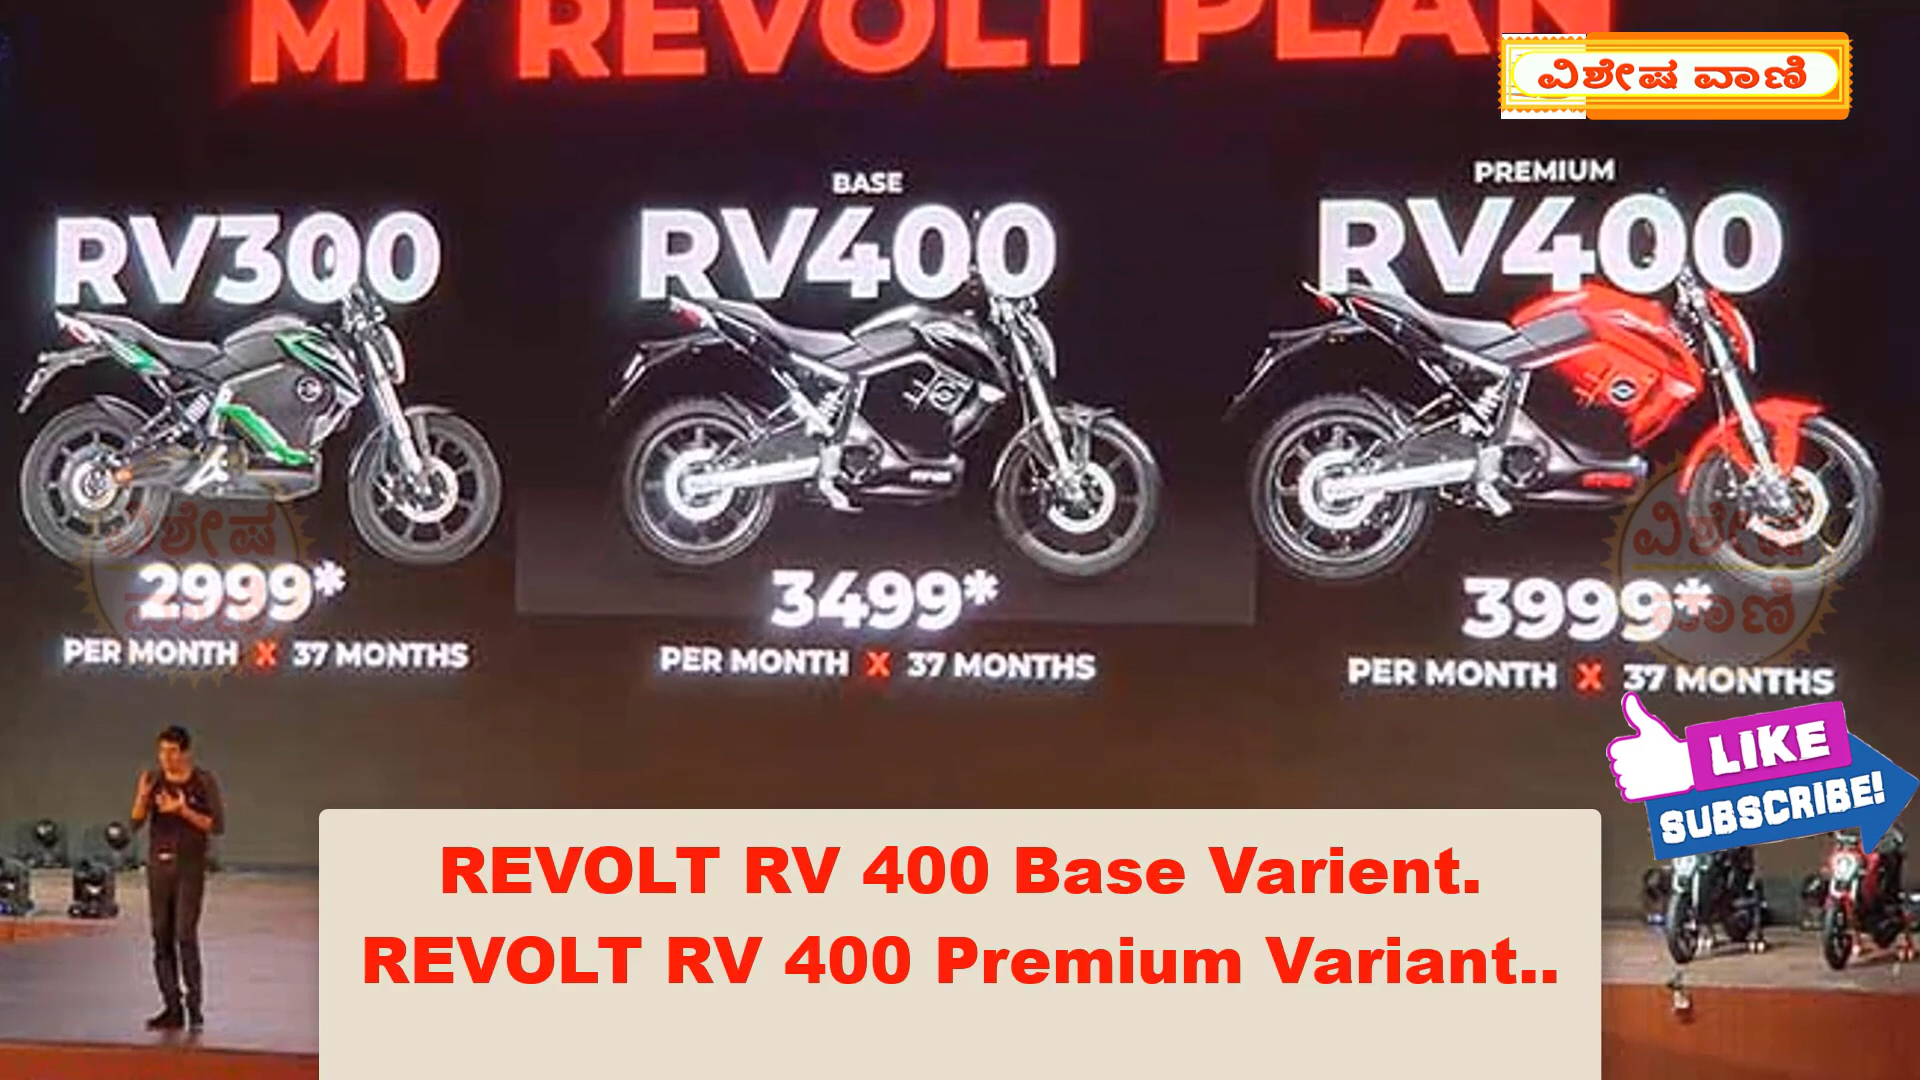 MY REVOLT PLAN
ವಿಶೇಷ ವಾಣಿ
BASE
PREMIUM
RV300
RV400
RV400
2999*
3499*
3999*
PER MONTH X 37 MONTHS
PER MONTH X 37 MONTHS
PER MONTH X 37 MONTHS
ವಿಶೇಷ
ವಾಣಿ
ವಿಶೇಷ
ವಾಣಿ
LIKE
SUBSCRIBE!
REVOLT RV 400 Base Varient.
REVOLT RV 400 Premium Variant..